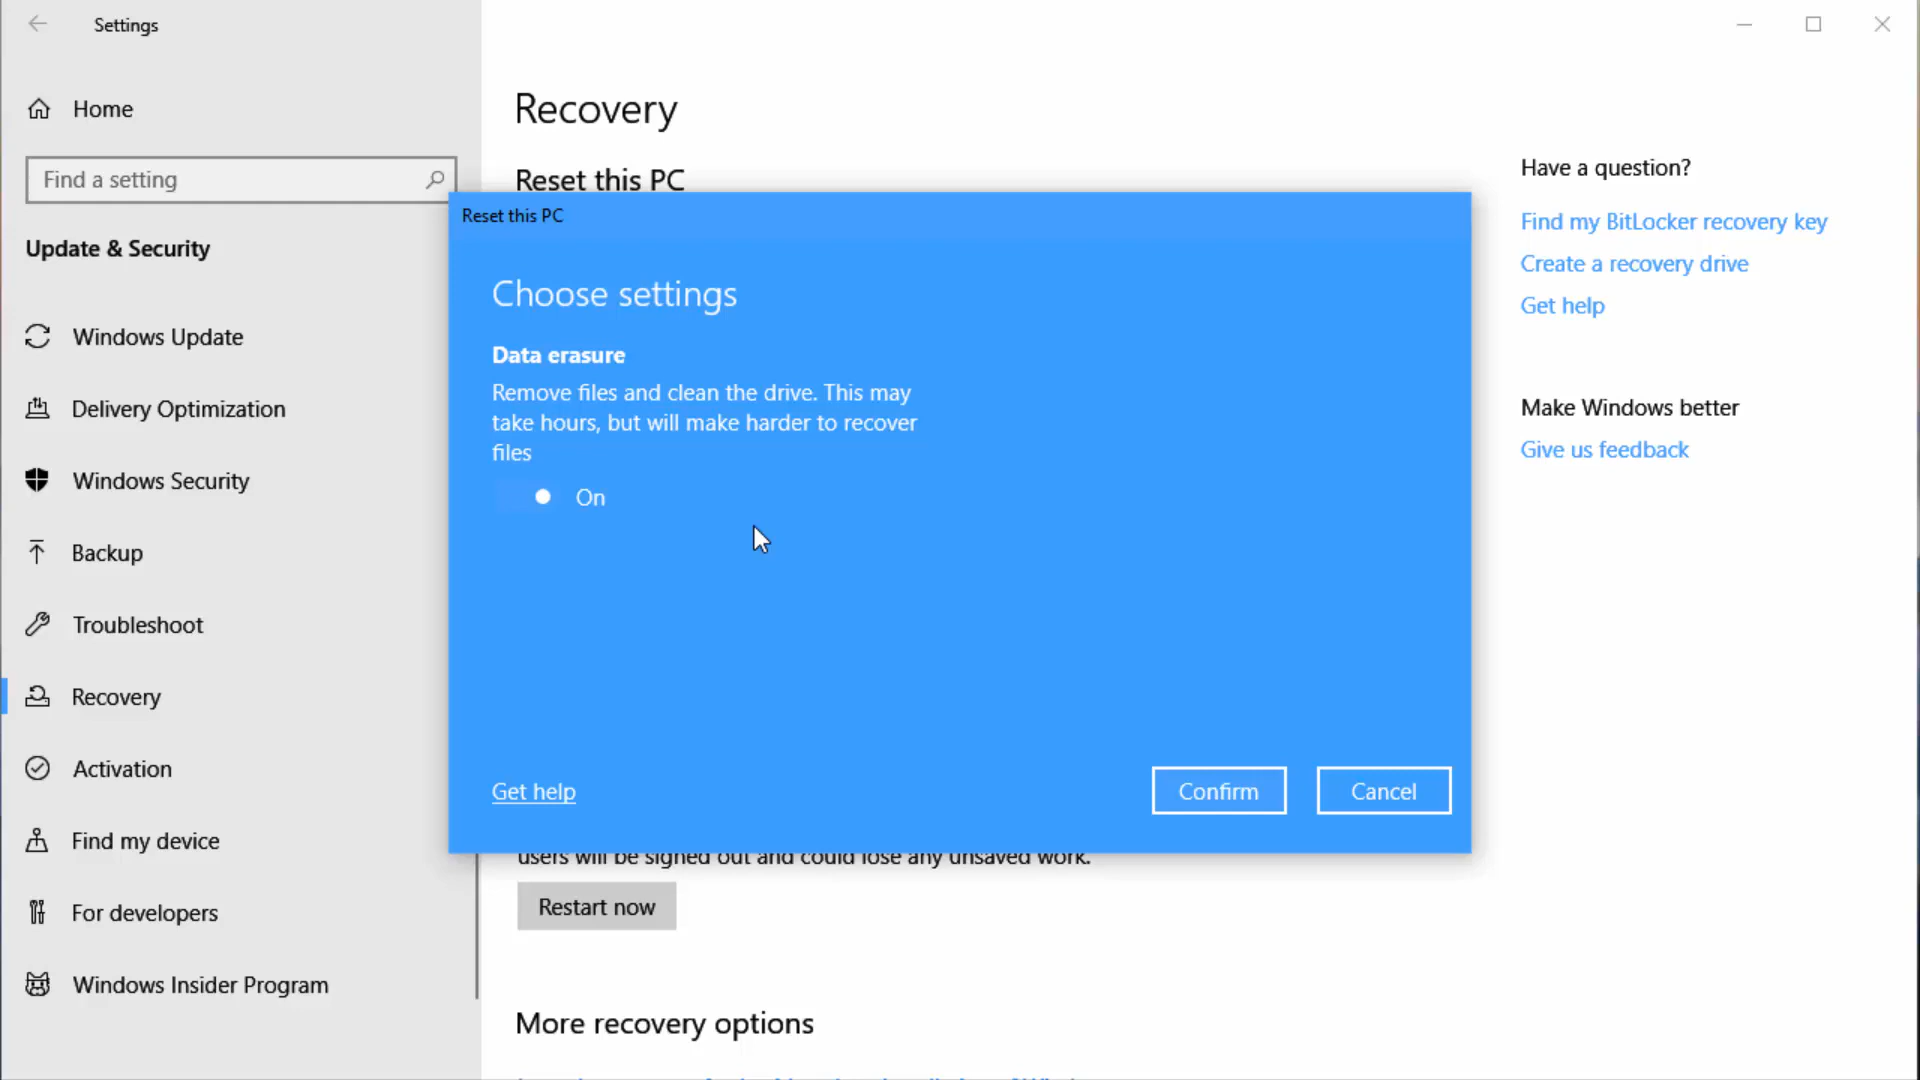 Settings
Home
Find a setting
Update & Security
Windows Update
Delivery Optimization
Windows Security
Backup
Troubleshoot
Recovery
Activation
Find my device
For developers
Windows Insider Program
Recovery
Reset this PC
Reset this PC
Choose settings
Data erasure
Remove files and clean the drive. This may
take hours, but will make harder to recover
files
On
Get help
Confirm
Cancel
users will be signed out and could lose any unsaved work.
Restart now
More recovery options
Have a question?
Find my BitLocker recovery key
Create a recovery drive
Get help
Make Windows better
Give us feedback